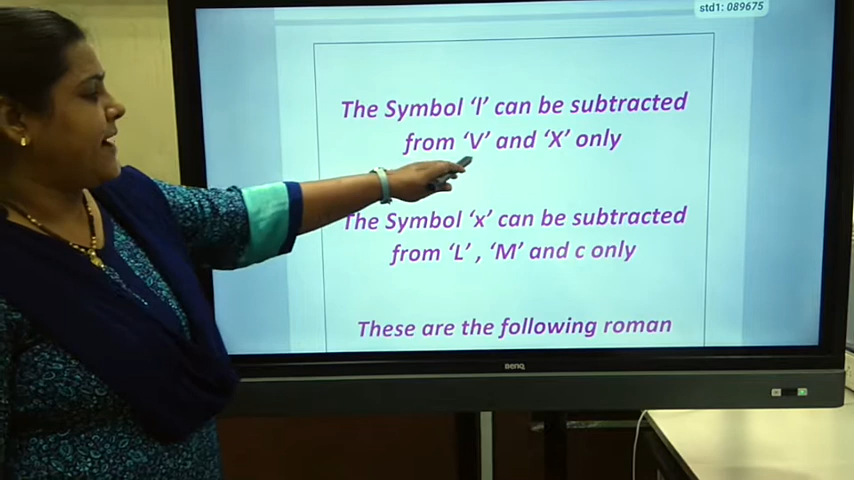 std1: 089675
The Symbol ‘I’ can be subtracted
from ‘V’ and ‘X’ only
The Symbol ‘x’ can be subtracted
from ‘L’ , ‘M’ and c only
These are the following roman
BenQ